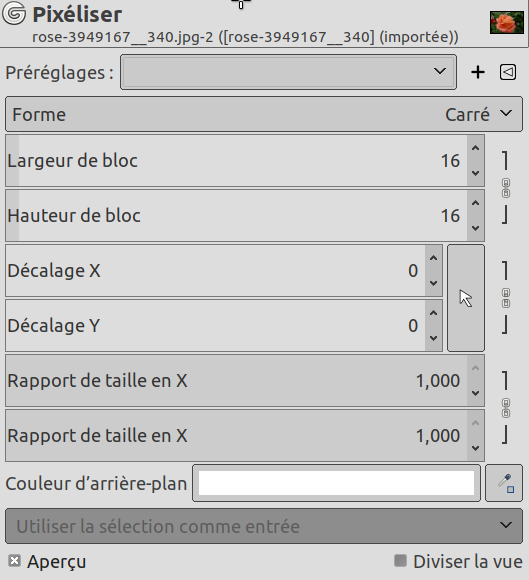 Pixéliser
rose-3949167__340.jpg-2 ([rose-3949167__340] (importée))
Préréglages :
Forme Carré
Largeur de bloc 16
Hauteur de bloc 16
Décalage X 0
Décalage Y 0
Rapport de taille en X 1,000
Rapport de taille en X 1,000
Couleur d’arrière-plan
Utiliser la sélection comme entrée
Aperçu Diviser la vue